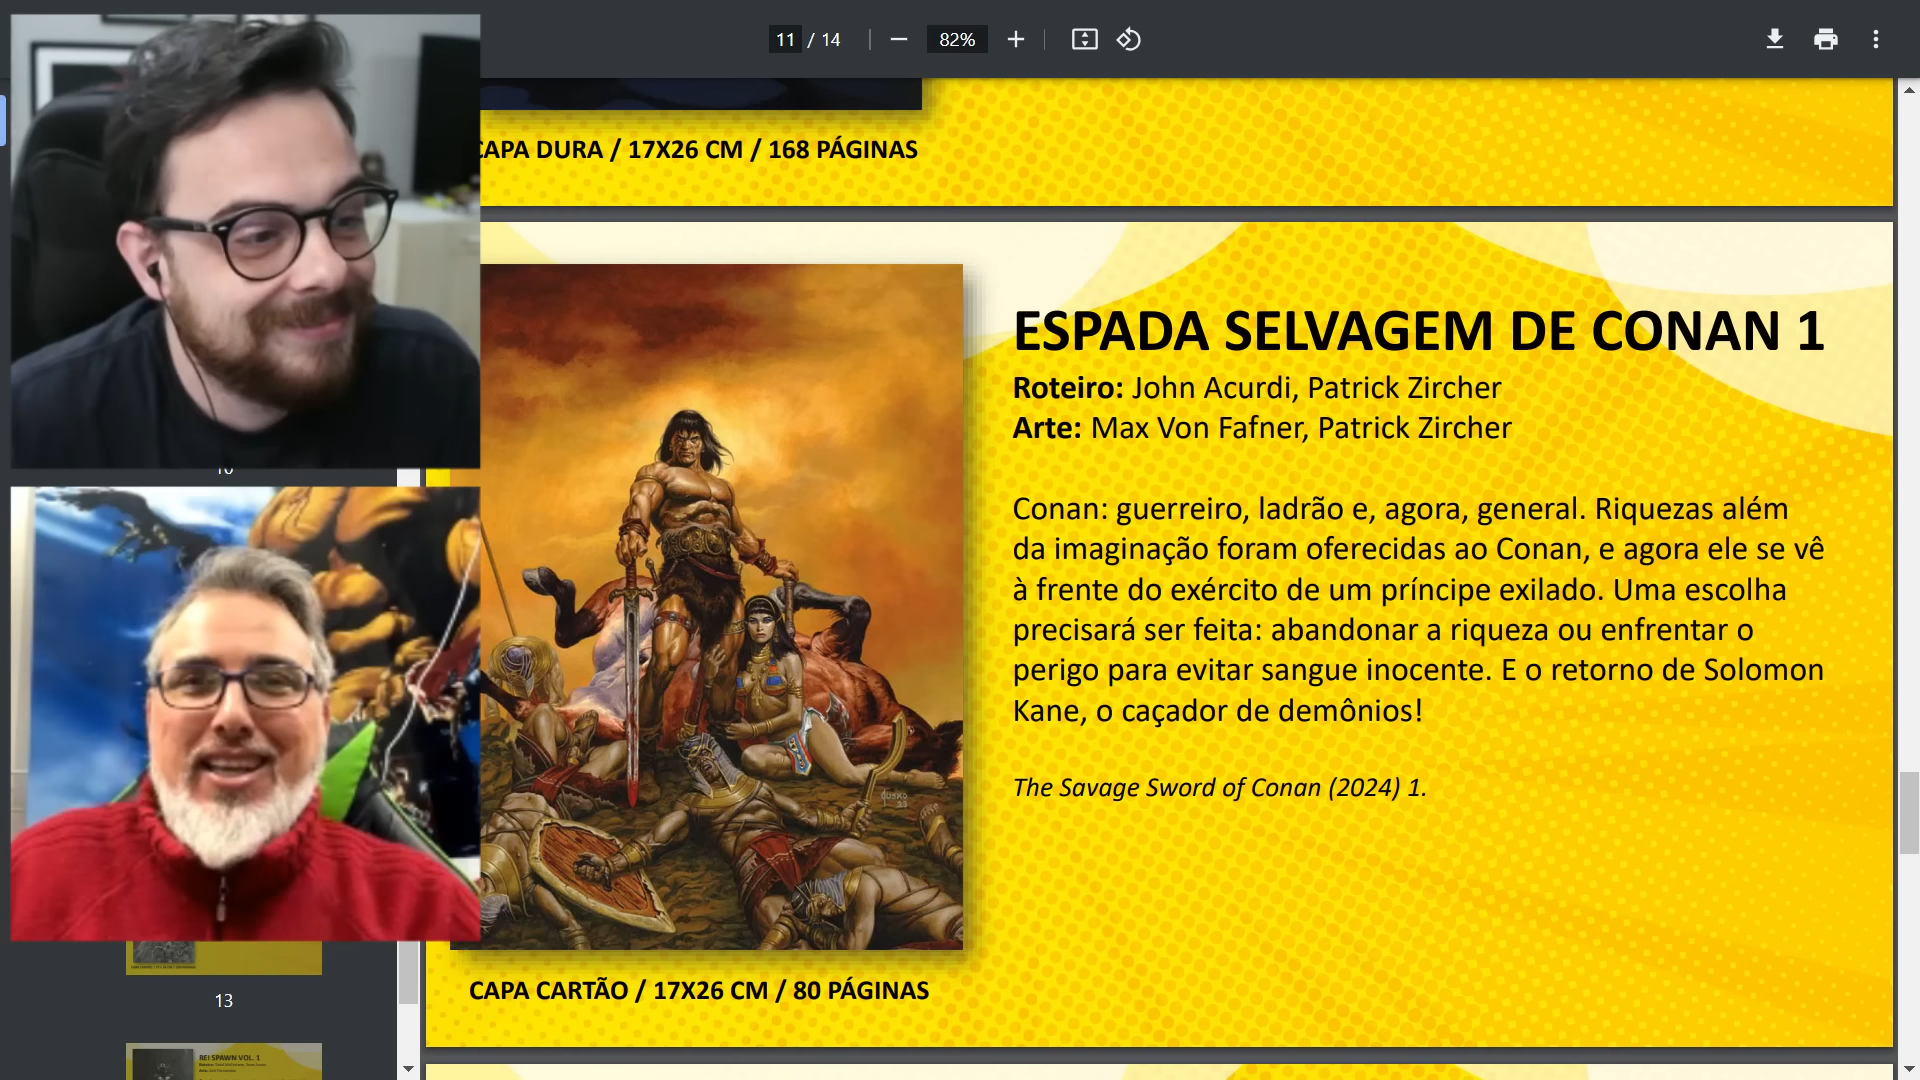 11 / 14
82%
CAPA DURA / 17X26 CM / 168 PÁGINAS
ESPADA SELVAGEM DE CONAN 1
Roteiro: John Acurdi, Patrick Zircher
Arte: Max Von Fafner, Patrick Zircher
Conan: guerreiro, ladrão e, agora, general. Riquezas além
da imaginação foram oferecidas ao Conan, e agora ele se vê
à frente do exército de um príncipe exilado. Uma escolha
precisará ser feita: abandonar a riqueza ou enfrentar o
perigo para evitar sangue inocente. E o retorno de Solomon
Kane, o caçador de demônios!
The Savage Sword of Conan (2024) 1.
CAPA CARTÃO / 17X26 CM / 80 PÁGINAS
13
REI SPAWN VOL. 1